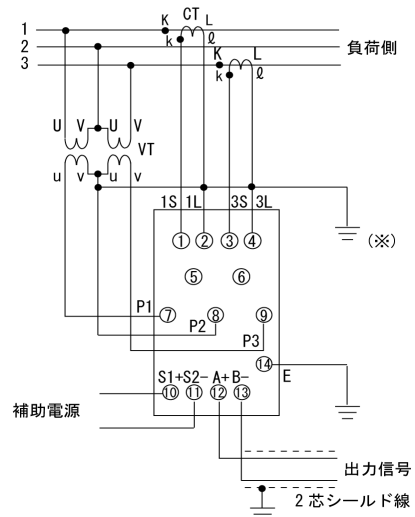 K CT L
1
2
3
k ℓ K L
k ℓ
負荷側
U V U V
VT
u v u v
1S 1L 3S 3L
(※)
① ② ③ ④
⑤ ⑥
P1 ⑦ ⑧ ⑨
P2
P3
⑭ E
S1+ S2- A+ B-
⑩ ⑪ ⑫ ⑬
補助電源
出力信号
2芯シールド線